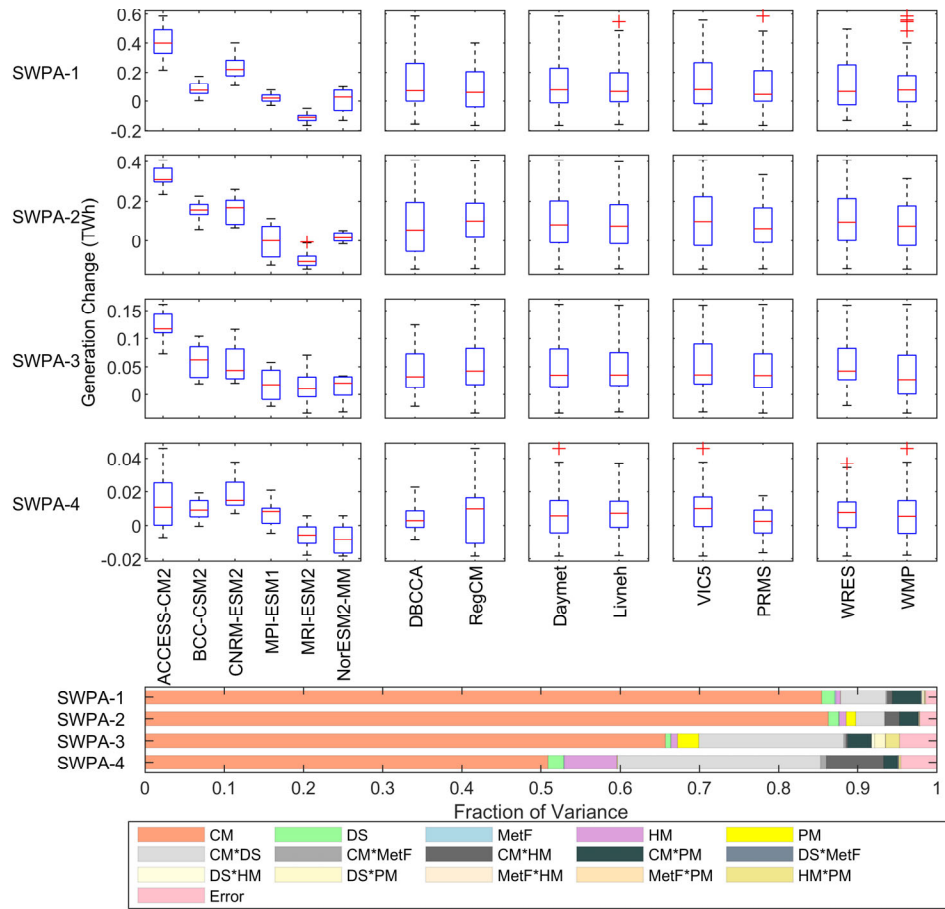 SWPA-1
0.6
0.4
0.2
0
-0.2
SWPA-2
0.4
0.2
0
SWPA-3
0.15
0.1
0.05
0
SWPA-4
0.04
0.02
0
-0.02
Generation Change (TWh)
ACCESS-CM2
BCC-CSM2
CNRM-ESM2
MPI-ESM1
MRI-ESM2
NorESM2-MM
DBCCA
RegCM
Daymet
Livneh
VIC5
PRMS
WRES
WMP
SWPA-1
SWPA-2
SWPA-3
SWPA-4
0 0.1 0.2 0.3 0.4 0.5 0.6 0.7 0.8 0.9 1
Fraction of Variance
CM DS MetF HM PM
CM*DS CM*MetF CM*HM CM*PM DS*MetF
DS*HM DS*PM MetF*HM MetF*PM HM*PM
Error